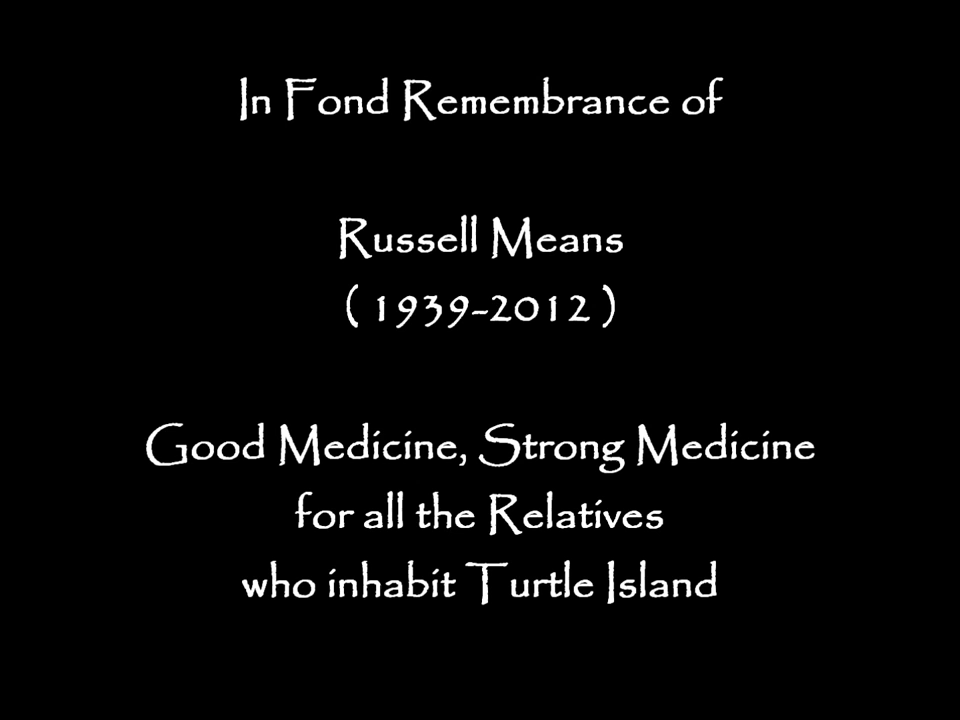 In Fond Remembrance of
Russell Means
( 1939-2012 )
Good Medicine, Strong Medicine
for all the Relatives
who inhabit Turtle Island